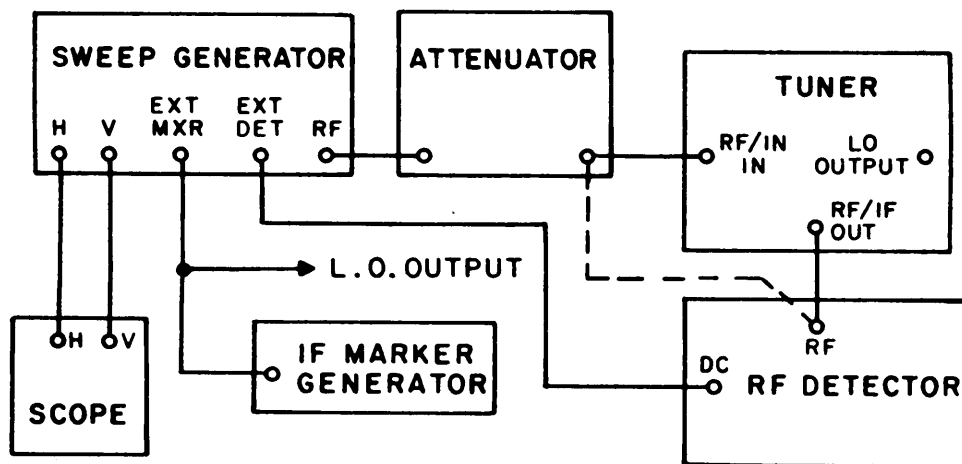 SWEEP GENERATOR
H
V
EXT
MXR
EXT
DET
RF
ATTENUATOR
TUNER
RF/IN
IN
LO
OUTPUT
RF/IF
OUT
L.O. OUTPUT
IF MARKER
GENERATOR
H
V
SCOPE
RF
DC
RF DETECTOR